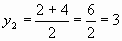 y₂ = (2 + 4)/2 = 6/2 = 3